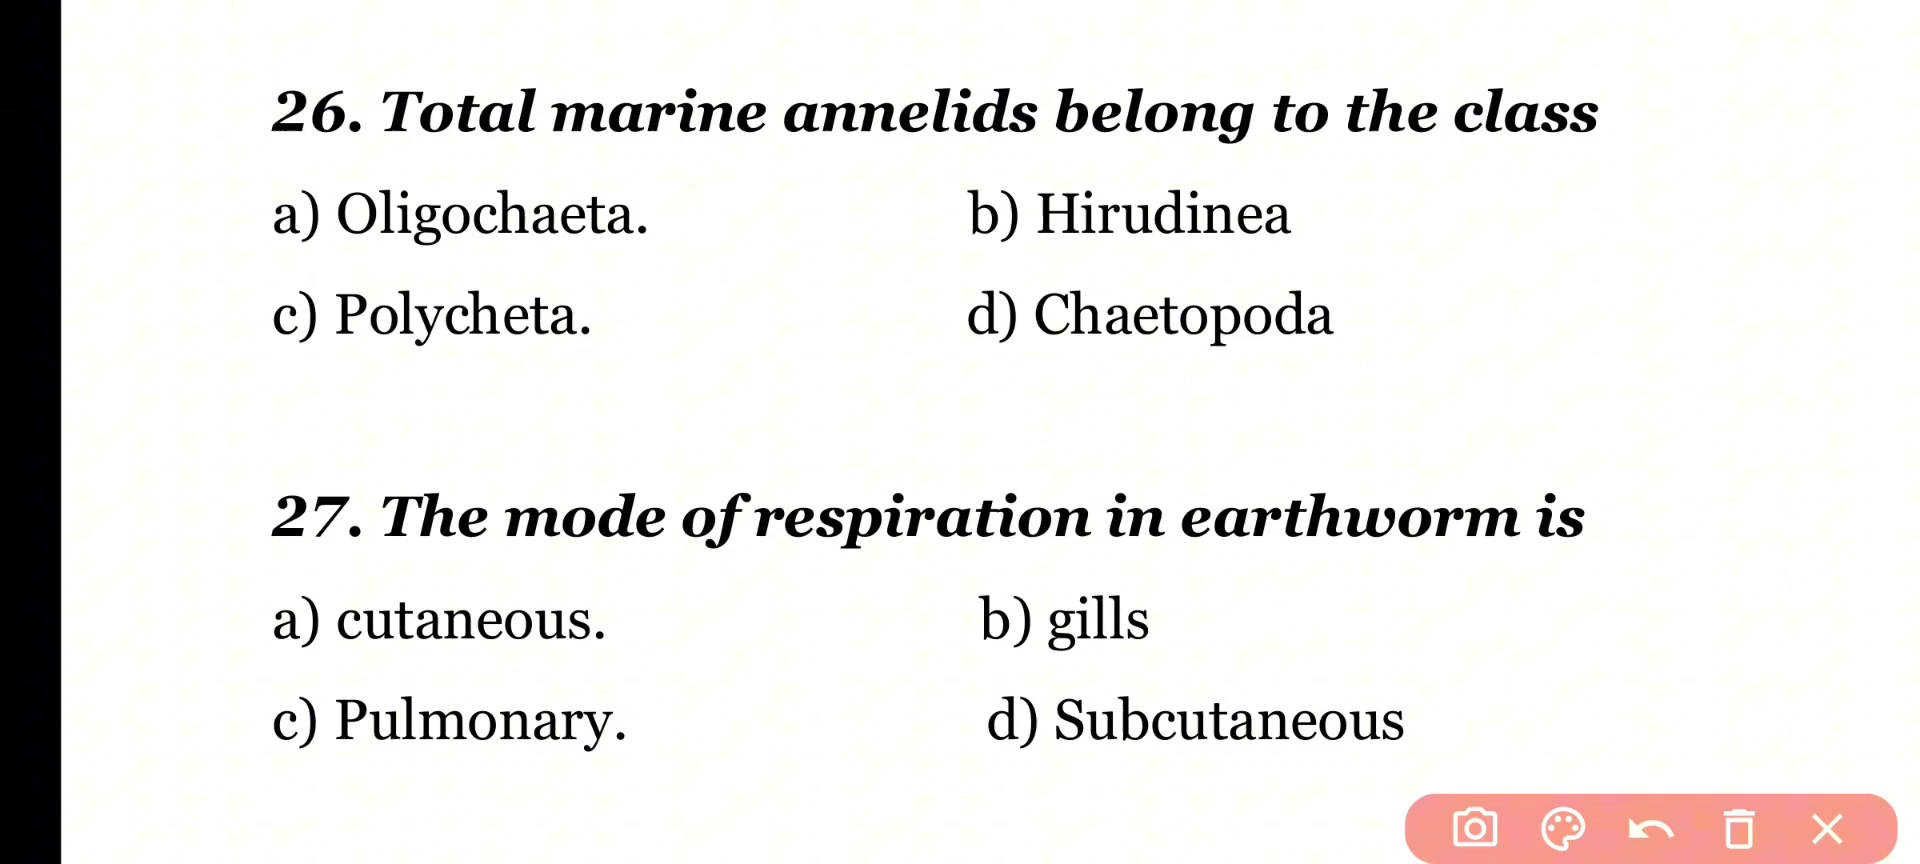 26. Total marine annelids belong to the class
a) Oligochaeta. b) Hirudinea
c) Polycheta. d) Chaetopoda
27. The mode of respiration in earthworm is
a) cutaneous. b) gills
c) Pulmonary. d) Subcutaneous